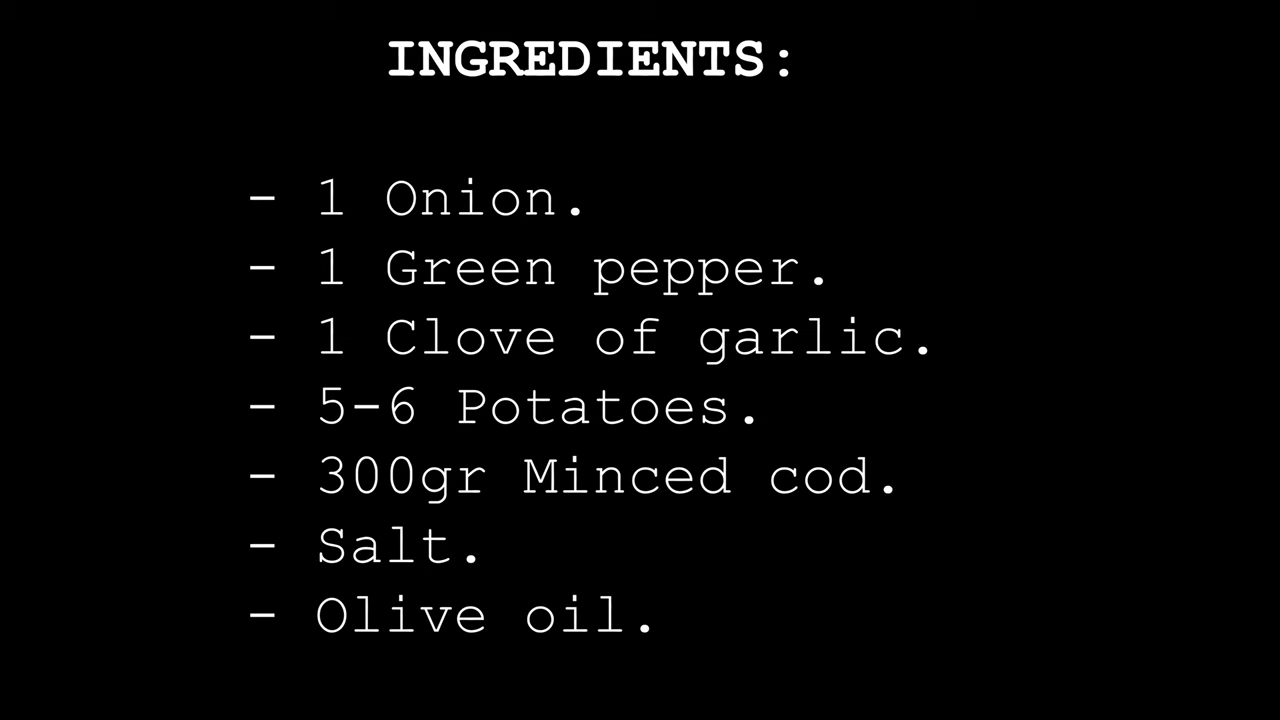 INGREDIENTS:
- 1 Onion.
- 1 Green pepper.
- 1 Clove of garlic.
- 5-6 Potatoes.
- 300gr Minced cod.
- Salt.
- Olive oil.